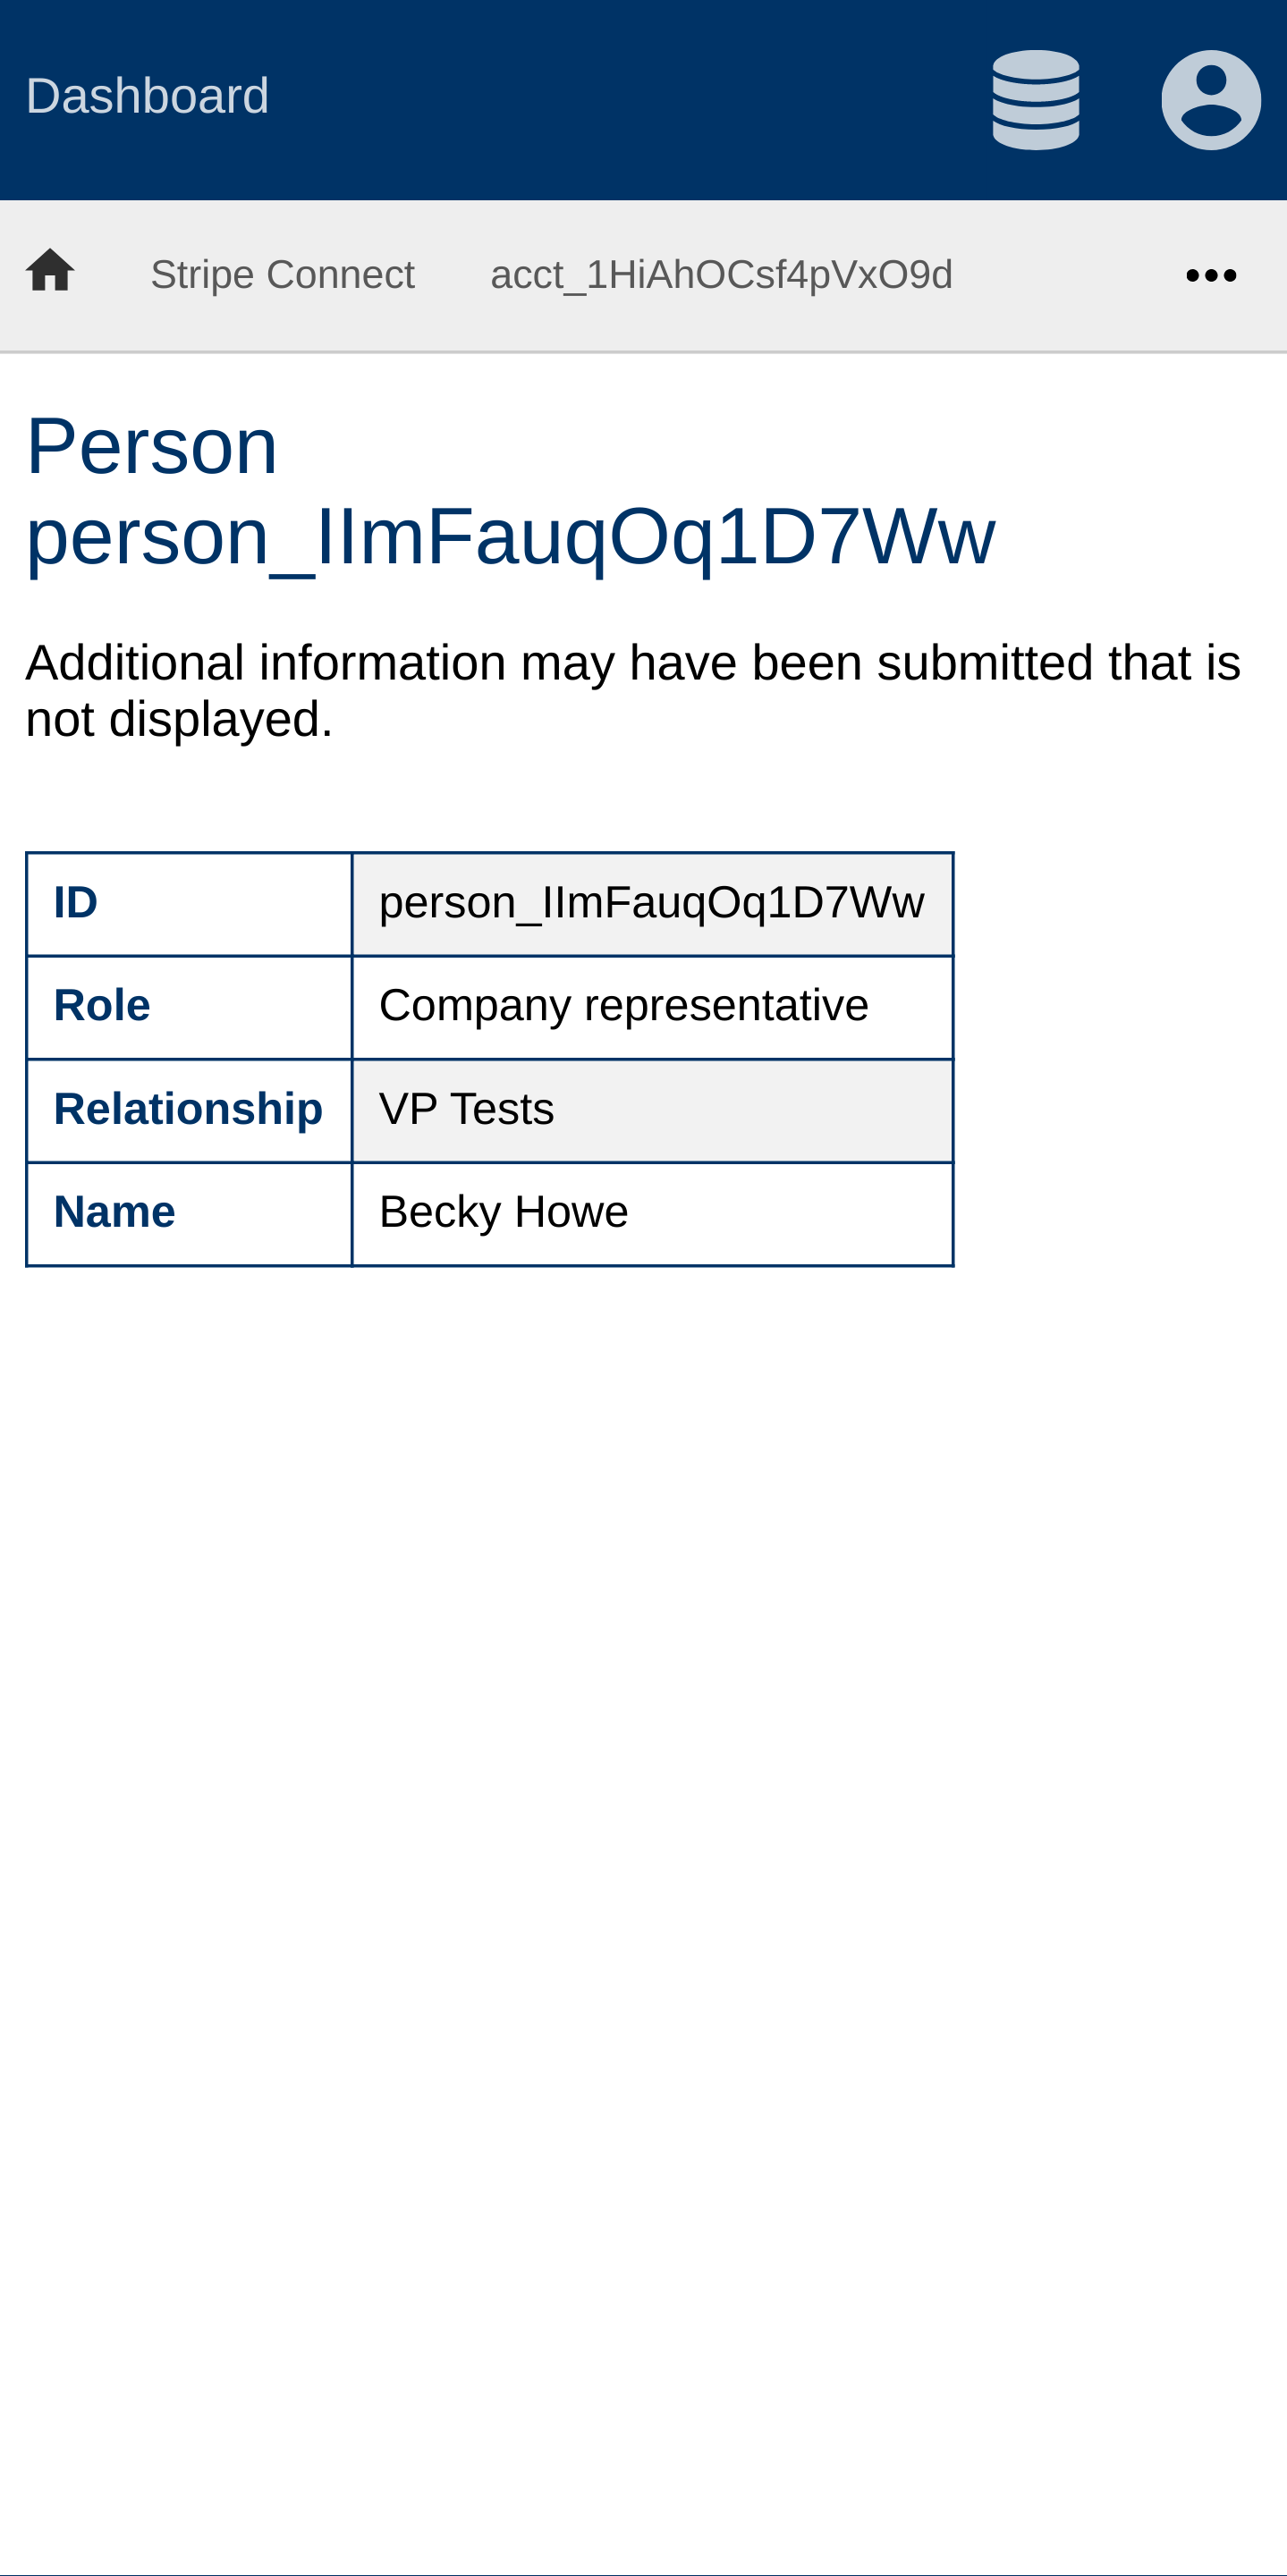 Dashboard
Stripe Connect acct_1HiAhOCsf4pVxO9d
Person
person_IImFauqOq1D7Ww
Additional information may have been submitted that is
not displayed.
ID person_IImFauqOq1D7Ww
Role Company representative
Relationship VP Tests
Name Becky Howe